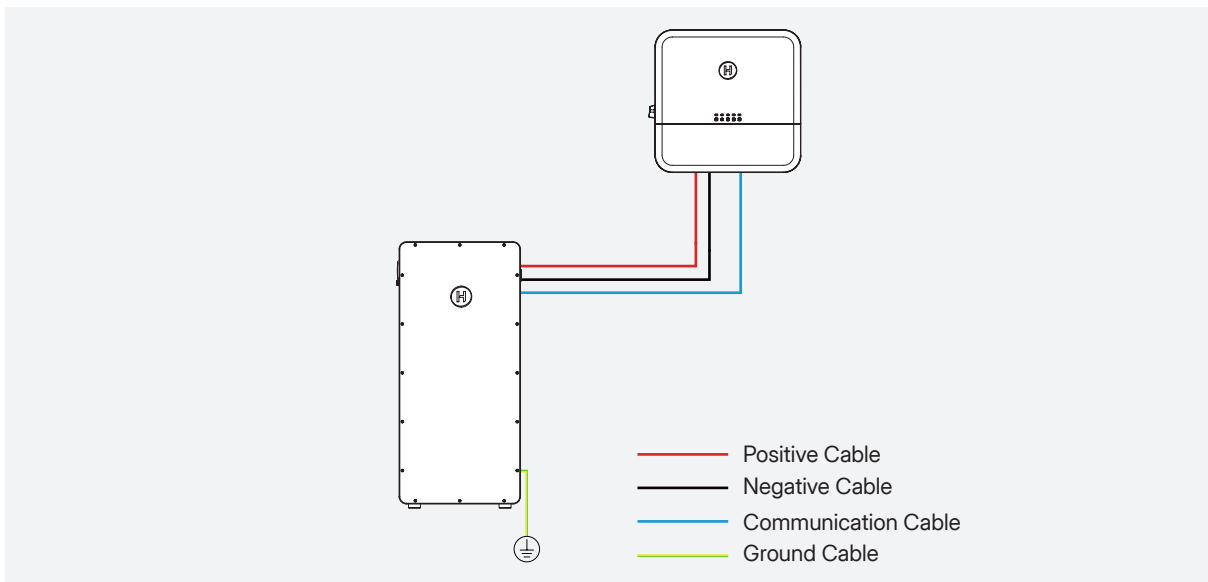 H
H
Positive Cable
Negative Cable
Communication Cable
Ground Cable